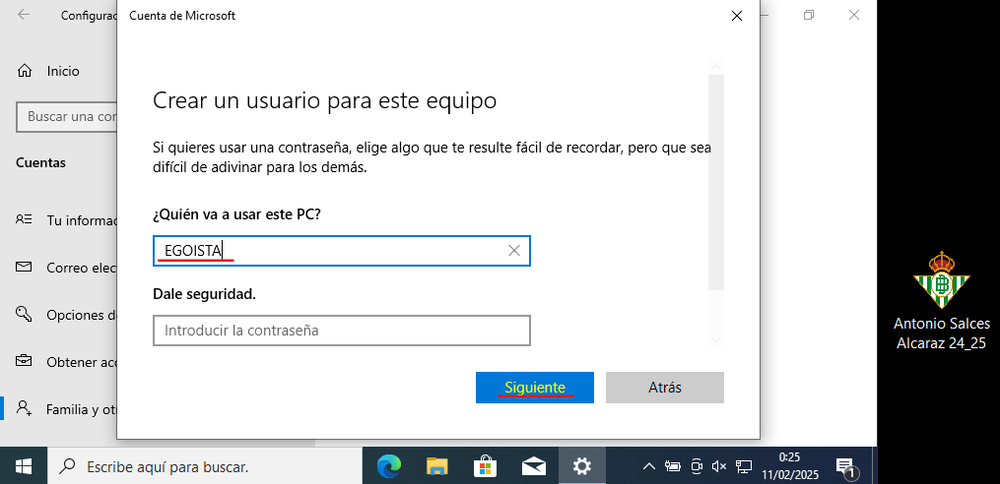 Configurac
Cuenta de Microsoft
Inicio
Buscar una cor
Cuentas
Tu informac
Correo elec
Opciones d
Obtener acc
Familia y otr
Crear un usuario para este equipo
Si quieres usar una contraseña, elige algo que te resulte fácil de recordar, pero que sea
difícil de adivinar para los demás.
¿Quién va a usar este PC?
EGOISTA
Dale seguridad.
Introducir la contraseña
Siguiente
Atrás
Antonio Salces
Alcaraz 24_25
Escribe aquí para buscar.
0:25
11/02/2025
1